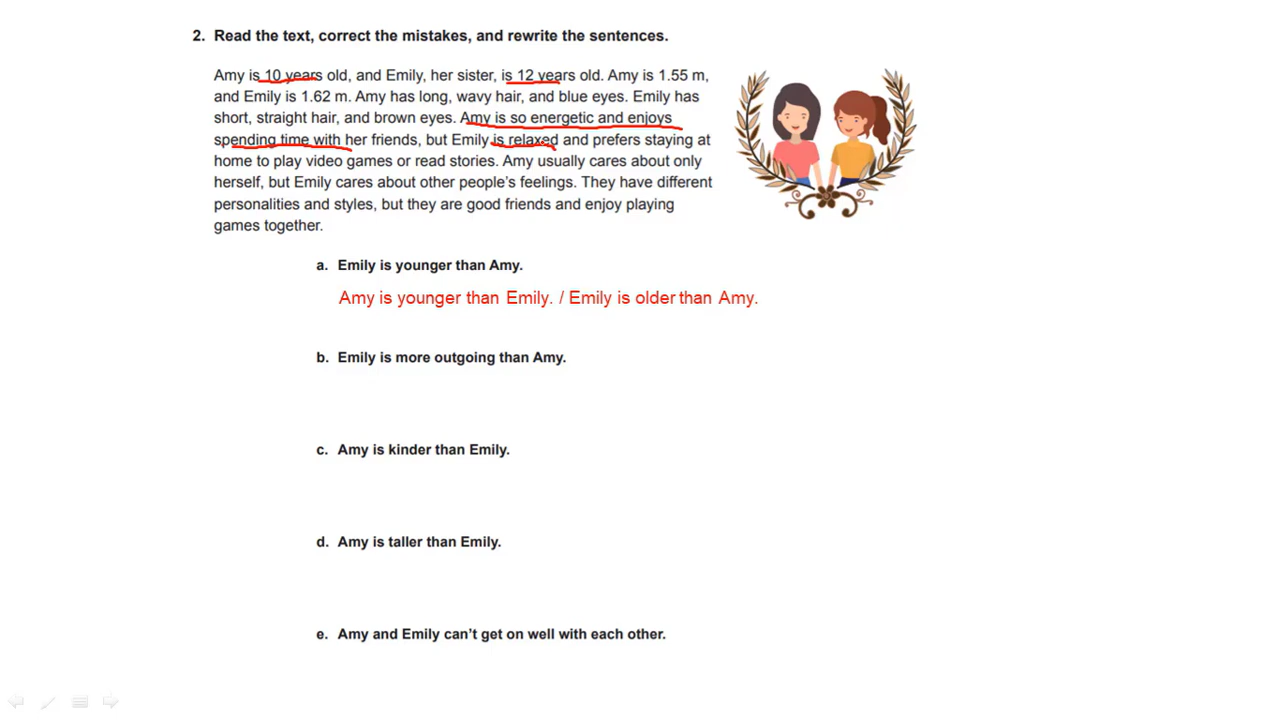 2. Read the text, correct the mistakes, and rewrite the sentences.
Amy is 10 years old, and Emily, her sister, is 12 years old. Amy is 1.55 m,
and Emily is 1.62 m. Amy has long, wavy hair, and blue eyes. Emily has
short, straight hair, and brown eyes. Amy is so energetic and enjoys
spending time with her friends, but Emily is relaxed and prefers staying at
home to play video games or read stories. Amy usually cares about only
herself, but Emily cares about other people's feelings. They have different
personalities and styles, but they are good friends and enjoy playing
games together.
a. Emily is younger than Amy.
Amy is younger than Emily. / Emily is older than Amy.
b. Emily is more outgoing than Amy.
c. Amy is kinder than Emily.
d. Amy is taller than Emily.
e. Amy and Emily can't get on well with each other.